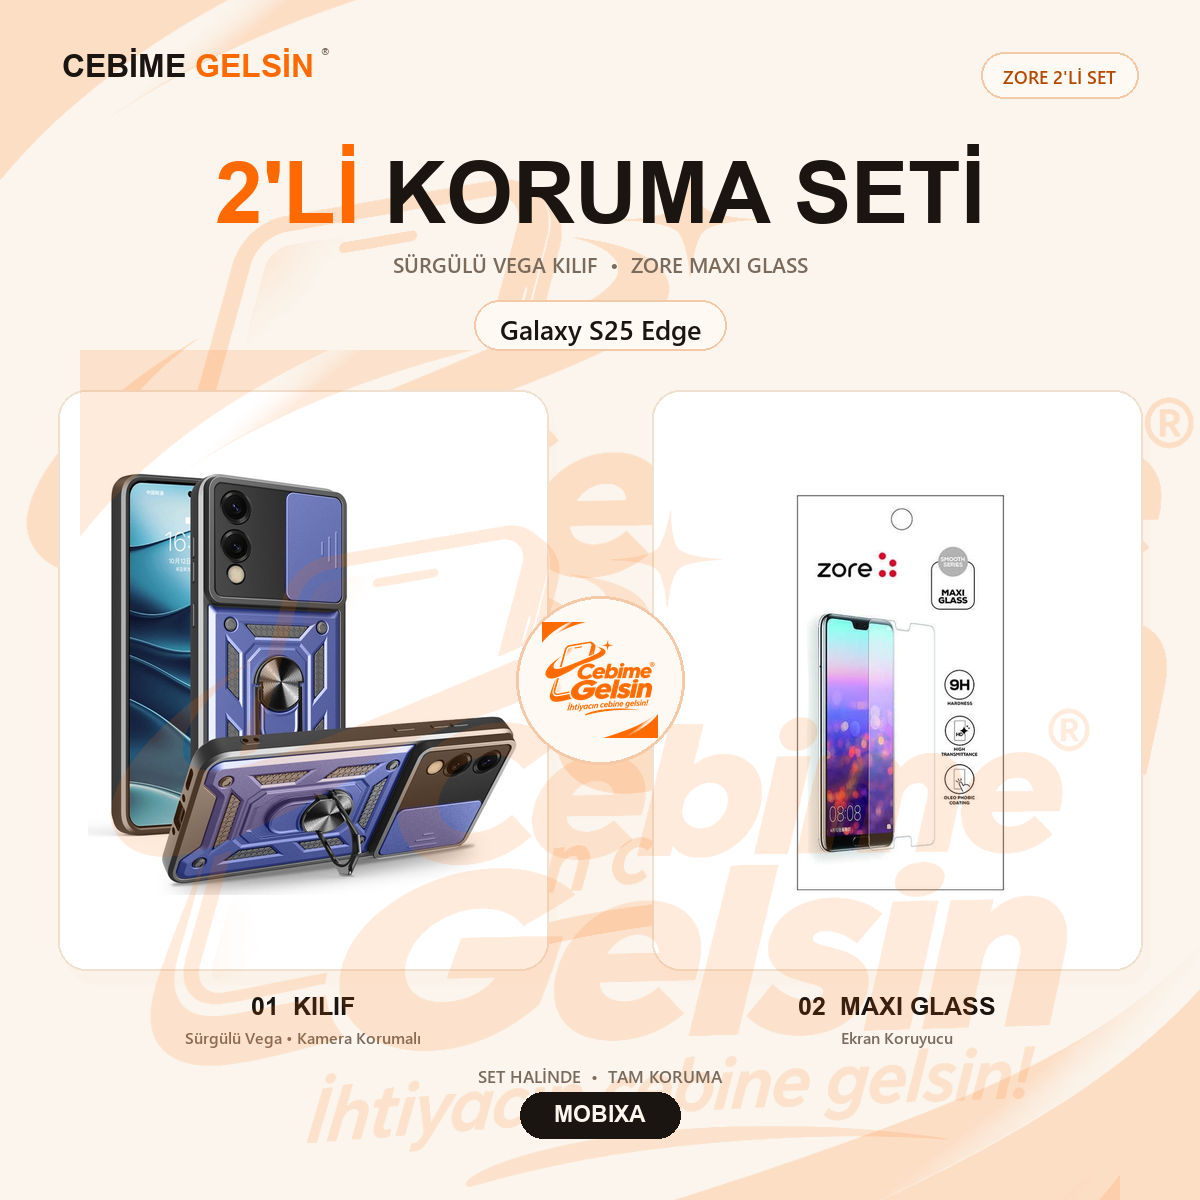 CEBİME GELSİN ®
ZORE 2'Lİ SET
2'Lİ KORUMA SETİ
SÜRGÜLÜ VEGA KILIF • ZORE MAXI GLASS
Galaxy S25 Edge
zore
SMOOTH
SERIES
MAXI
GLASS
9H
HARDNESS
HD
HIGH
TRANSMITTANCE
OLEO PHOBIC
COATING
08:08
Cebime®
Gelsin
İhtiyacın cebine gelsin!
®
Cebime®
Gelsin
İhtiyacın cebine gelsin!
01 KILIF
Sürgülü Vega • Kamera Korumalı
02 MAXI GLASS
Ekran Koruyucu
SET HALİNDE • TAM KORUMA
MOBIXA